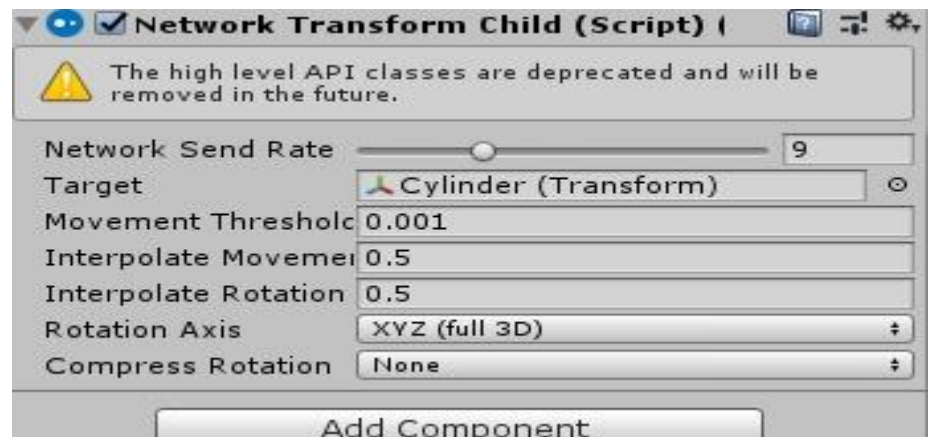 Network Transform Child (Script) (
The high level API classes are deprecated and will be
removed in the future.
Network Send Rate 9
Target Cylinder (Transform)
Movement Threshold 0.001
Interpolate Movemen 0.5
Interpolate Rotation 0.5
Rotation Axis XYZ (full 3D)
Compress Rotation None
Add Component